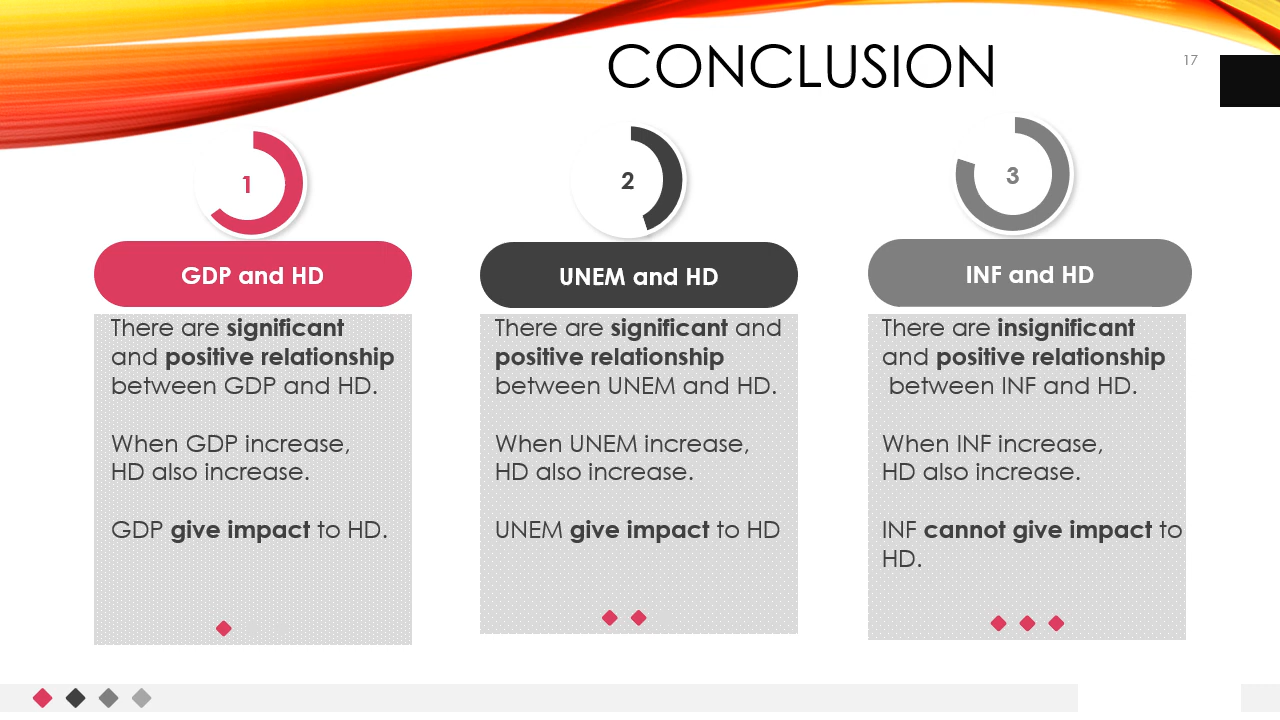 CONCLUSION
17
1
GDP and HD
There are significant
and positive relationship
between GDP and HD.
When GDP increase,
HD also increase.
GDP give impact to HD.
2
UNEM and HD
There are significant and
positive relationship
between UNEM and HD.
When UNEM increase,
HD also increase.
UNEM give impact to HD
3
INF and HD
There are insignificant
and positive relationship
between INF and HD.
When INF increase,
HD also increase.
INF cannot give impact to
HD.